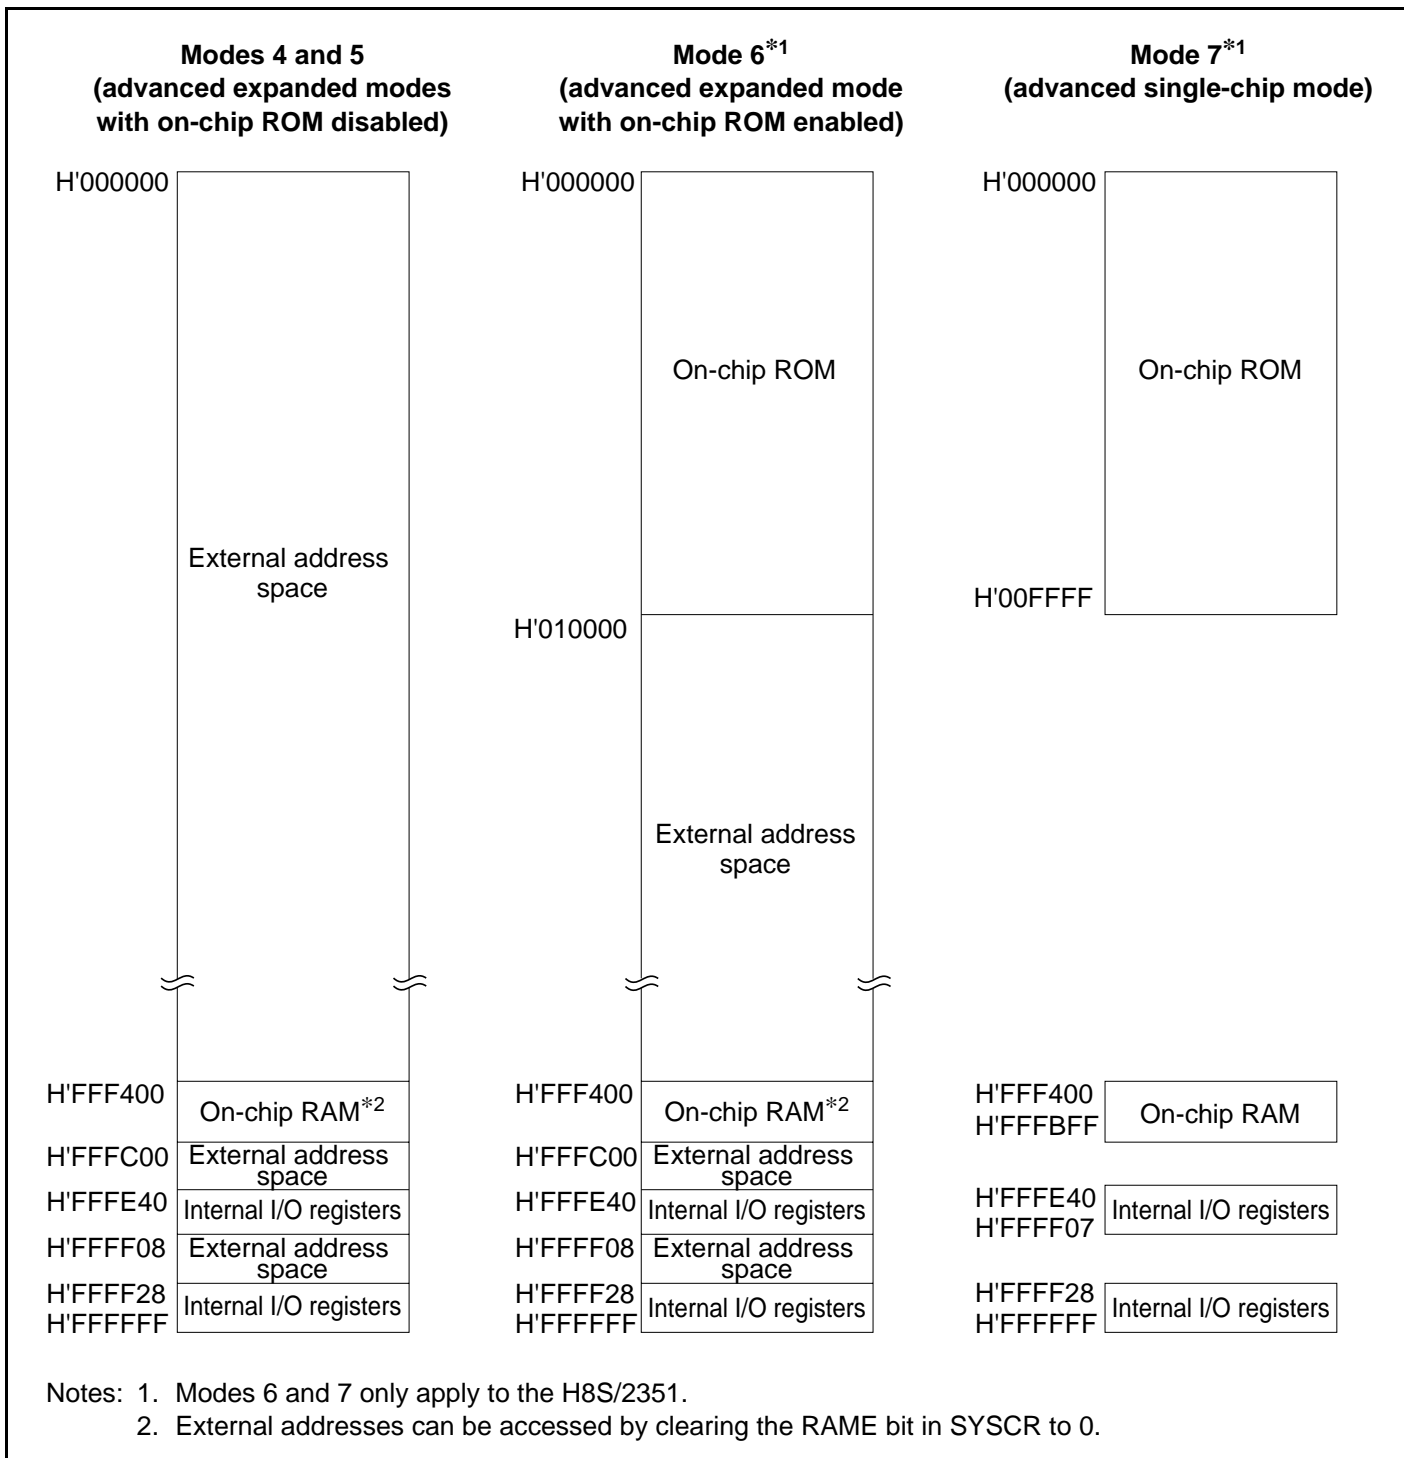 Modes 4 and 5
(advanced expanded modes
with on-chip ROM disabled)
H'000000
External address
space
H'FFF400
On-chip RAM*2
H'FFFC00
External address
space
H'FFFE40
Internal I/O registers
H'FFFF08
External address
space
H'FFFF28
Internal I/O registers
H'FFFFFF
Mode 6*1
(advanced expanded mode
with on-chip ROM enabled)
H'000000
On-chip ROM
H'010000
External address
space
H'FFF400
On-chip RAM*2
H'FFFC00
External address
space
H'FFFE40
Internal I/O registers
H'FFFF08
External address
space
H'FFFF28
Internal I/O registers
H'FFFFFF
Mode 7*1
(advanced single-chip mode)
H'000000
On-chip ROM
H'00FFFF
H'FFF400
On-chip RAM
H'FFFBFF
H'FFFE40
Internal I/O registers
H'FFFF07
H'FFFF28
Internal I/O registers
H'FFFFFF
Notes: 1. Modes 6 and 7 only apply to the H8S/2351.
2. External addresses can be accessed by clearing the RAME bit in SYSCR to 0.